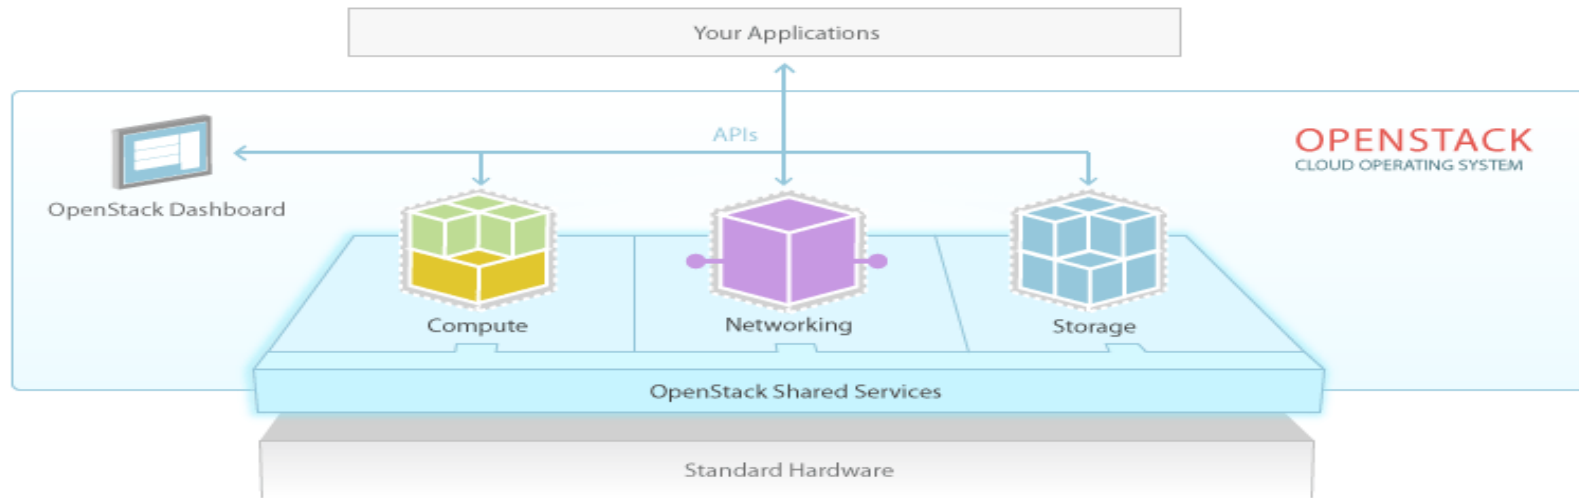 Your Applications
APIs
OPENSTACK
CLOUD OPERATING SYSTEM
OpenStack Dashboard
Compute
Networking
Storage
OpenStack Shared Services
Standard Hardware